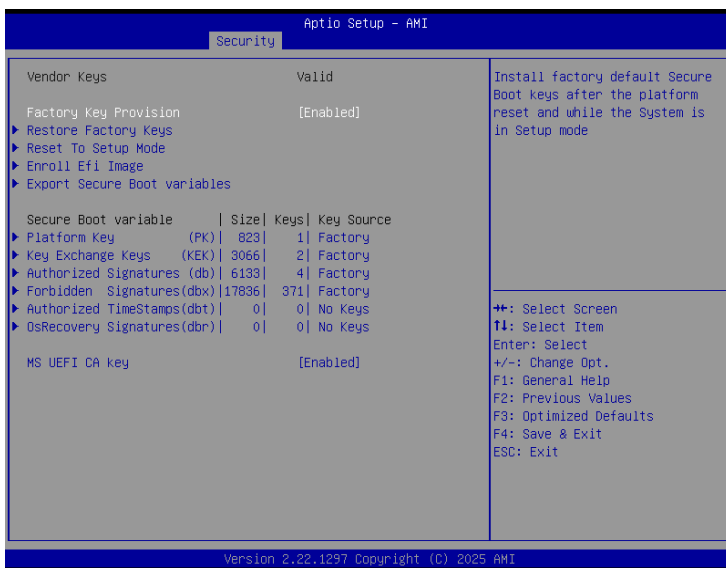 Aptio Setup – AMI
Security
Vendor Keys Valid
Factory Key Provision [Enabled]
Restore Factory Keys
Reset To Setup Mode
Enroll Efi Image
Export Secure Boot variables
Secure Boot variable | Size| Keys| Key Source
Platform Key (PK)| 823| 1| Factory
Key Exchange Keys (KEK)| 3066| 2| Factory
Authorized Signatures (db)| 6133| 4| Factory
Forbidden Signatures(dbx)|17836| 371| Factory
Authorized TimeStamps(dbt)| 0| 0| No Keys
OsRecovery Signatures(dbr)| 0| 0| No Keys
MS UEFI CA key [Enabled]
Install factory default Secure
Boot keys after the platform
reset and while the System is
in Setup mode
→←: Select Screen
↑↓: Select Item
Enter: Select
+/-: Change Opt.
F1: General Help
F2: Previous Values
F3: Optimized Defaults
F4: Save & Exit
ESC: Exit
Version 2.22.1297 Copyright (C) 2025 AMI